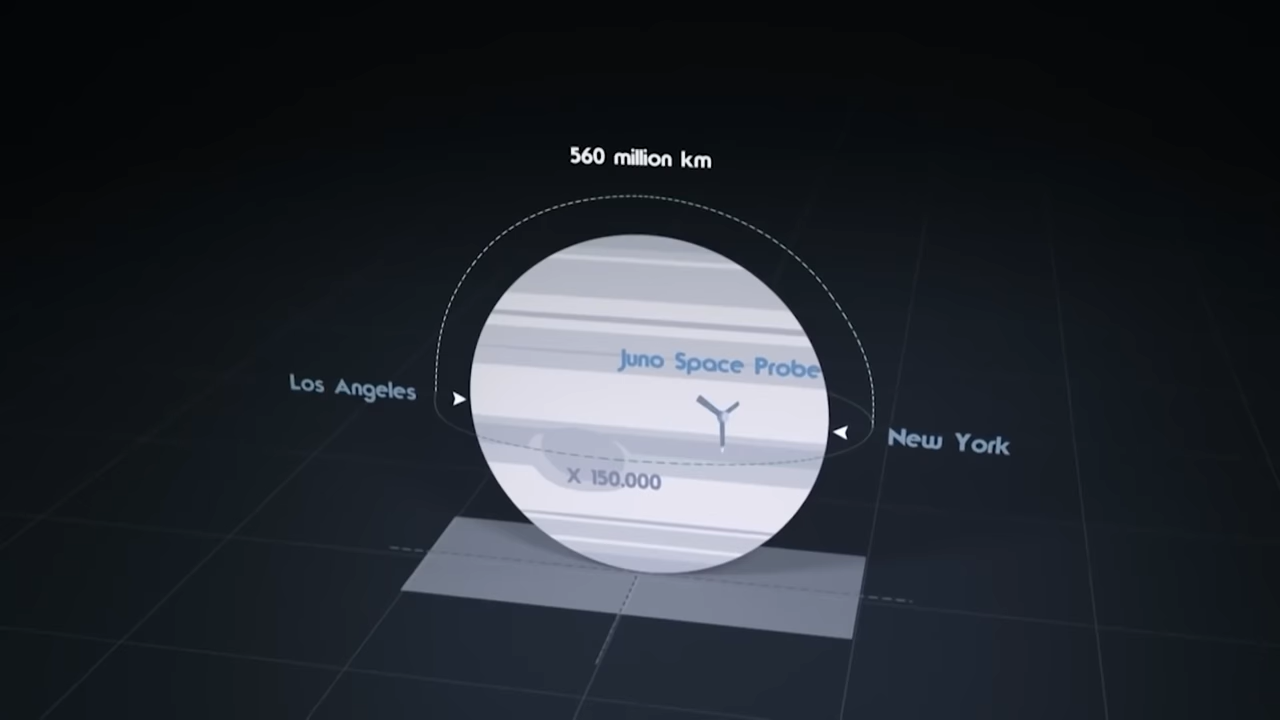 560 million km
Juno Space Probe
Los Angeles
New York
X 150.000